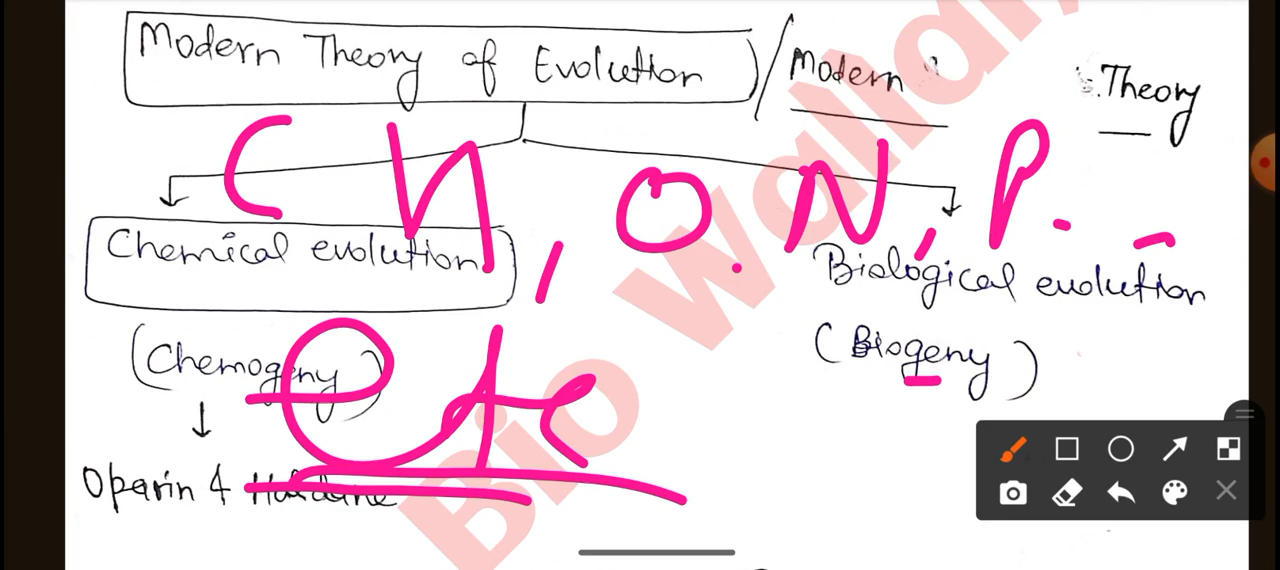 Modern Theory of Evolution / Modern " Theory
C H, O. N, P. -
Chemical evolution
Biological evolution
(Chemogeny)
(Biogeny)
etc
Oparin & Haldane
Bio Wallah